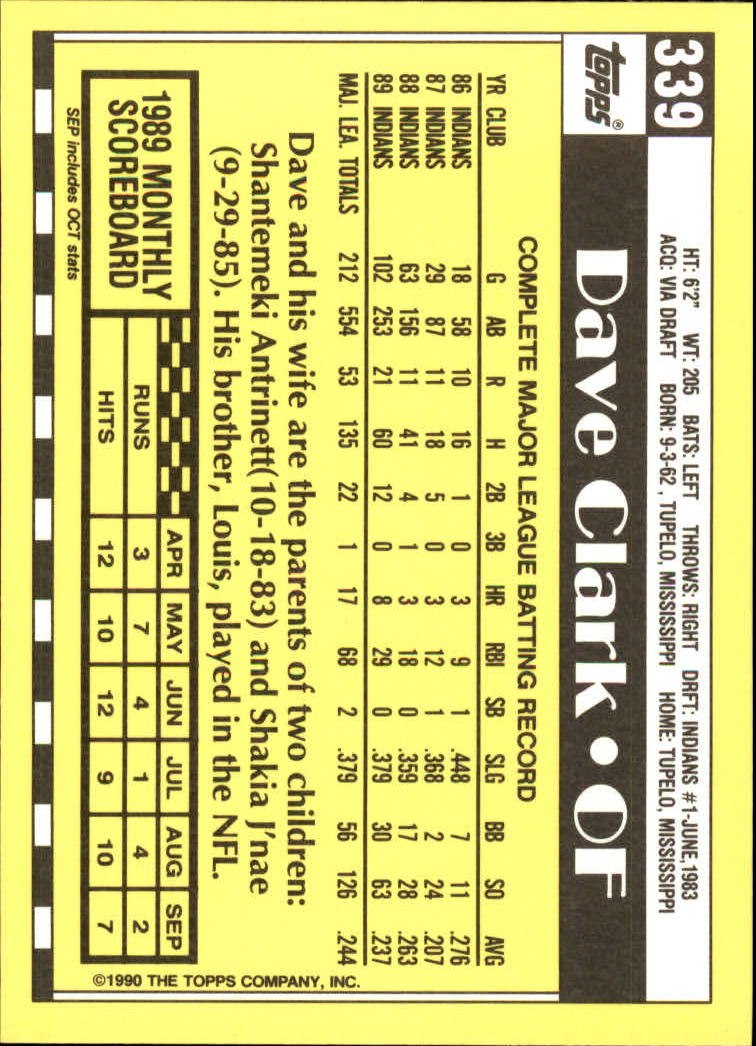 339
HT: 6'2" WT: 205 BATS: LEFT THROWS: RIGHT DRFT: INDIANS #1-JUNE, 1983
ACQ: VIA DRAFT BORN: 9-3-62 , TUPELO, MISSISSIPPI HOME: TUPELO, MISSISSIPPI
Topps®
Dave Clark • OF
COMPLETE MAJOR LEAGUE BATTING RECORD
YR CLUB G AB R H 2B 3B HR RBI SB SLG BB SO AVG
86 INDIANS 18 58 10 16 1 0 3 9 1 .448 7 11 .276
87 INDIANS 29 87 11 18 5 0 3 12 1 .368 2 24 .207
88 INDIANS 63 156 11 41 4 1 3 18 0 .359 17 28 .263
89 INDIANS 102 253 21 60 12 0 8 29 0 .379 30 63 .237
MAJ. LEA. TOTALS 212 554 53 135 22 1 17 68 2 .379 56 126 .244
Dave and his wife are the parents of two children:
Shantemeki Antrinett(10-18-83) and Shakia J'nae
(9-29-85). His brother, Louis, played in the NFL.
1989 MONTHLY
SCOREBOARD
APR MAY JUN JUL AUG SEP
RUNS 3 7 4 1 4 2
HITS 12 10 12 9 10 7
SEP includes OCT stats
©1990 THE TOPPS COMPANY, INC.